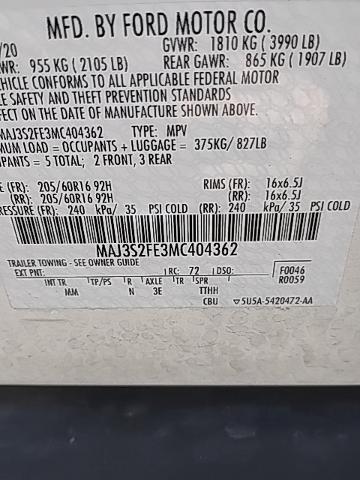 MFD. BY FORD MOTOR CO.
/20 GVWR: 1810 KG ( 3990 LB)
WR: 955 KG ( 2105 LB) REAR GAWR: 865 KG ( 1907 LB)
EHICLE CONFORMS TO ALL APPLICABLE FEDERAL MOTOR
LE SAFETY AND THEFT PREVENTION STANDARDS
FECT ON THE DATE OF MANUFACTURE SHOWN ABOVE.
MAJ3S2FE3MC404362 TYPE: MPV
MUM LOAD = OCCUPANTS + LUGGAGE = 375KG/ 827LB
PANTS = 5 TOTAL; 2 FRONT, 3 REAR
E (FR): 205/60R16 92H RIMS (FR): 16x6.5J
(RR): 205/60R16 92H (RR): 16x6.5J
RESSURE (FR): 240 kPa/ 35 PSI COLD (RR): 240 kPa/ 35 PSI COLD
MAJ3S2FE3MC404362
TRAILER TOWING - SEE OWNER GUIDE
EXT PNT: RC: 72 DSO: F0046
INT TR TP/PS R AXLE TR SPR R0059
MM N 3E TTHH
CBU 5U5A-5420472-AA